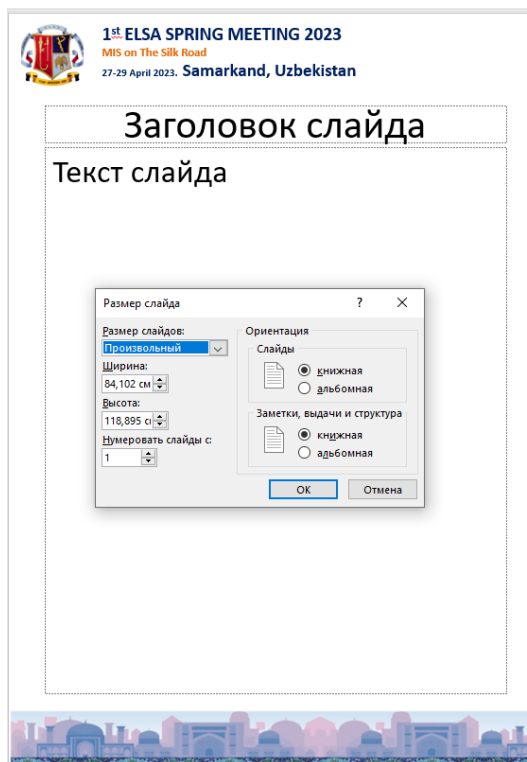 1st ELSA SPRING MEETING 2023
MIS on The Silk Road
27-29 April 2023. Samarkand, Uzbekistan
Заголовок слайда
Текст слайда
Размер слайда ? ✕
Размер слайдов:
Произвольный
Ширина:
84,102 см
Высота:
118,895 с
Нумеровать слайды с:
1
Ориентация
Слайды
книжная
альбомная
Заметки, выдачи и структура
книжная
альбомная
ОК
Отмена